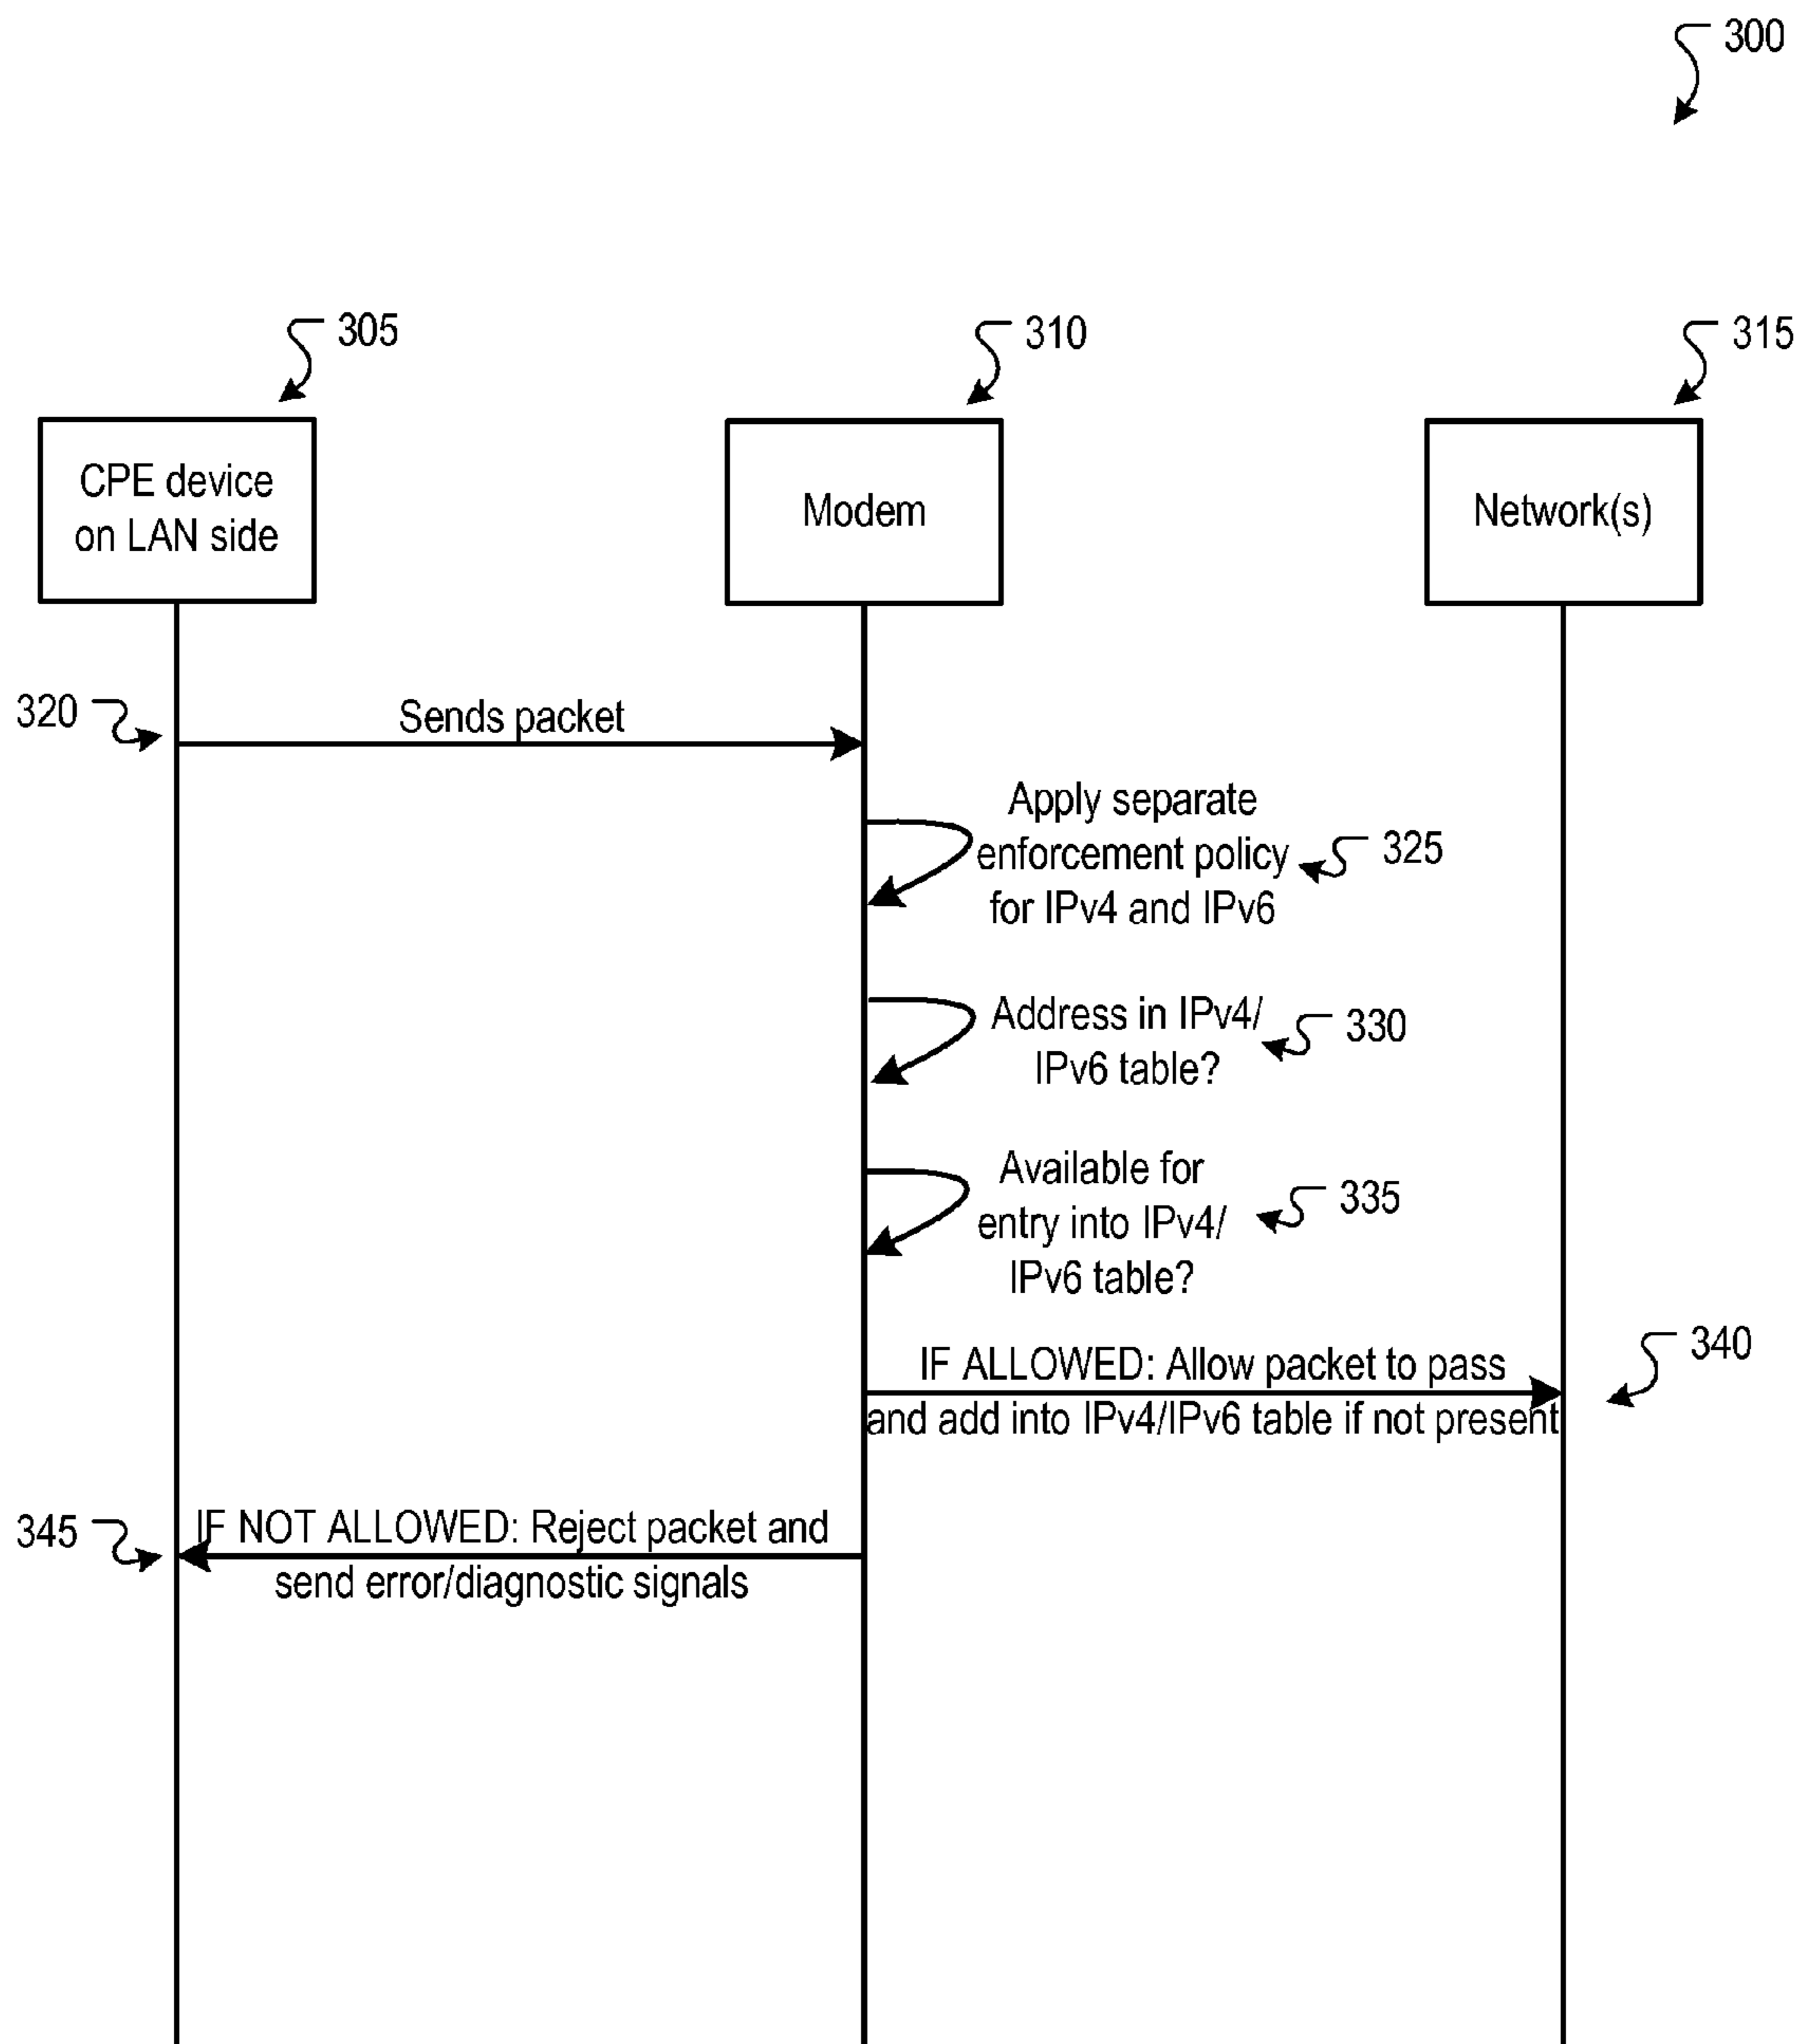 300
305
310
315
CPE device
on LAN side
Modem
Network(s)
320
Sends packet
Apply separate
enforcement policy
for IPv4 and IPv6
325
Address in IPv4/
IPv6 table?
330
Available for
entry into IPv4/
IPv6 table?
335
IF ALLOWED: Allow packet to pass
and add into IPv4/IPv6 table if not present
340
345
IF NOT ALLOWED: Reject packet and
send error/diagnostic signals